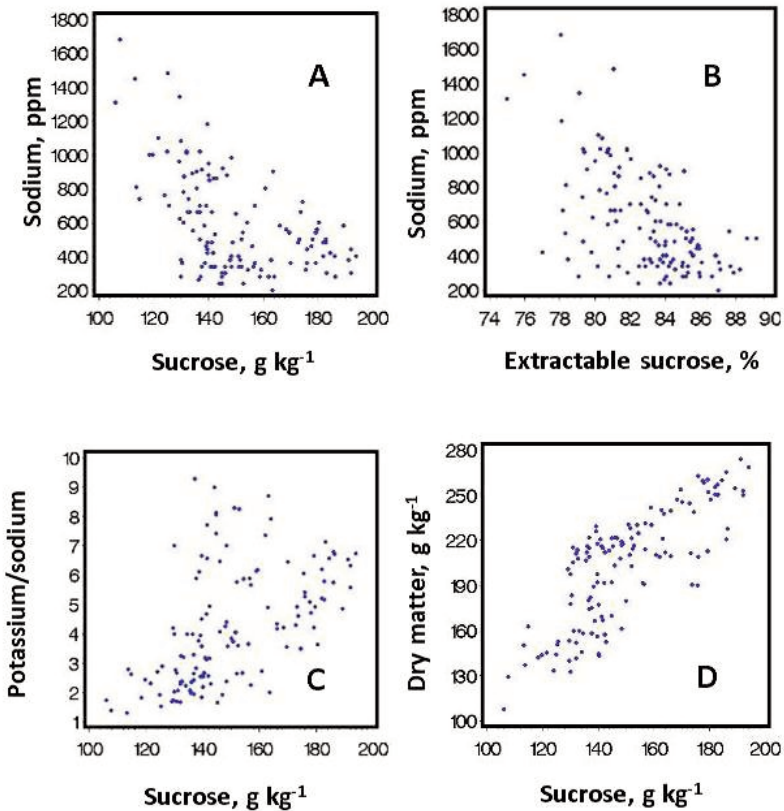 1800
1600
1400
1200
1000
800
600
400
200
Sodium, ppm
A
100 120 140 160 180 200
Sucrose, g kg-1
1800
1600
1400
1200
1000
800
600
400
200
Sodium, ppm
B
74 76 78 80 82 84 86 88 90
Extractable sucrose, %
10
9
8
7
6
5
4
3
2
1
Potassium/sodium
C
100 120 140 160 180 200
Sucrose, g kg-1
280
250
220
190
160
130
100
Dry matter, g kg-1
D
100 120 140 160 180 200
Sucrose, g kg-1